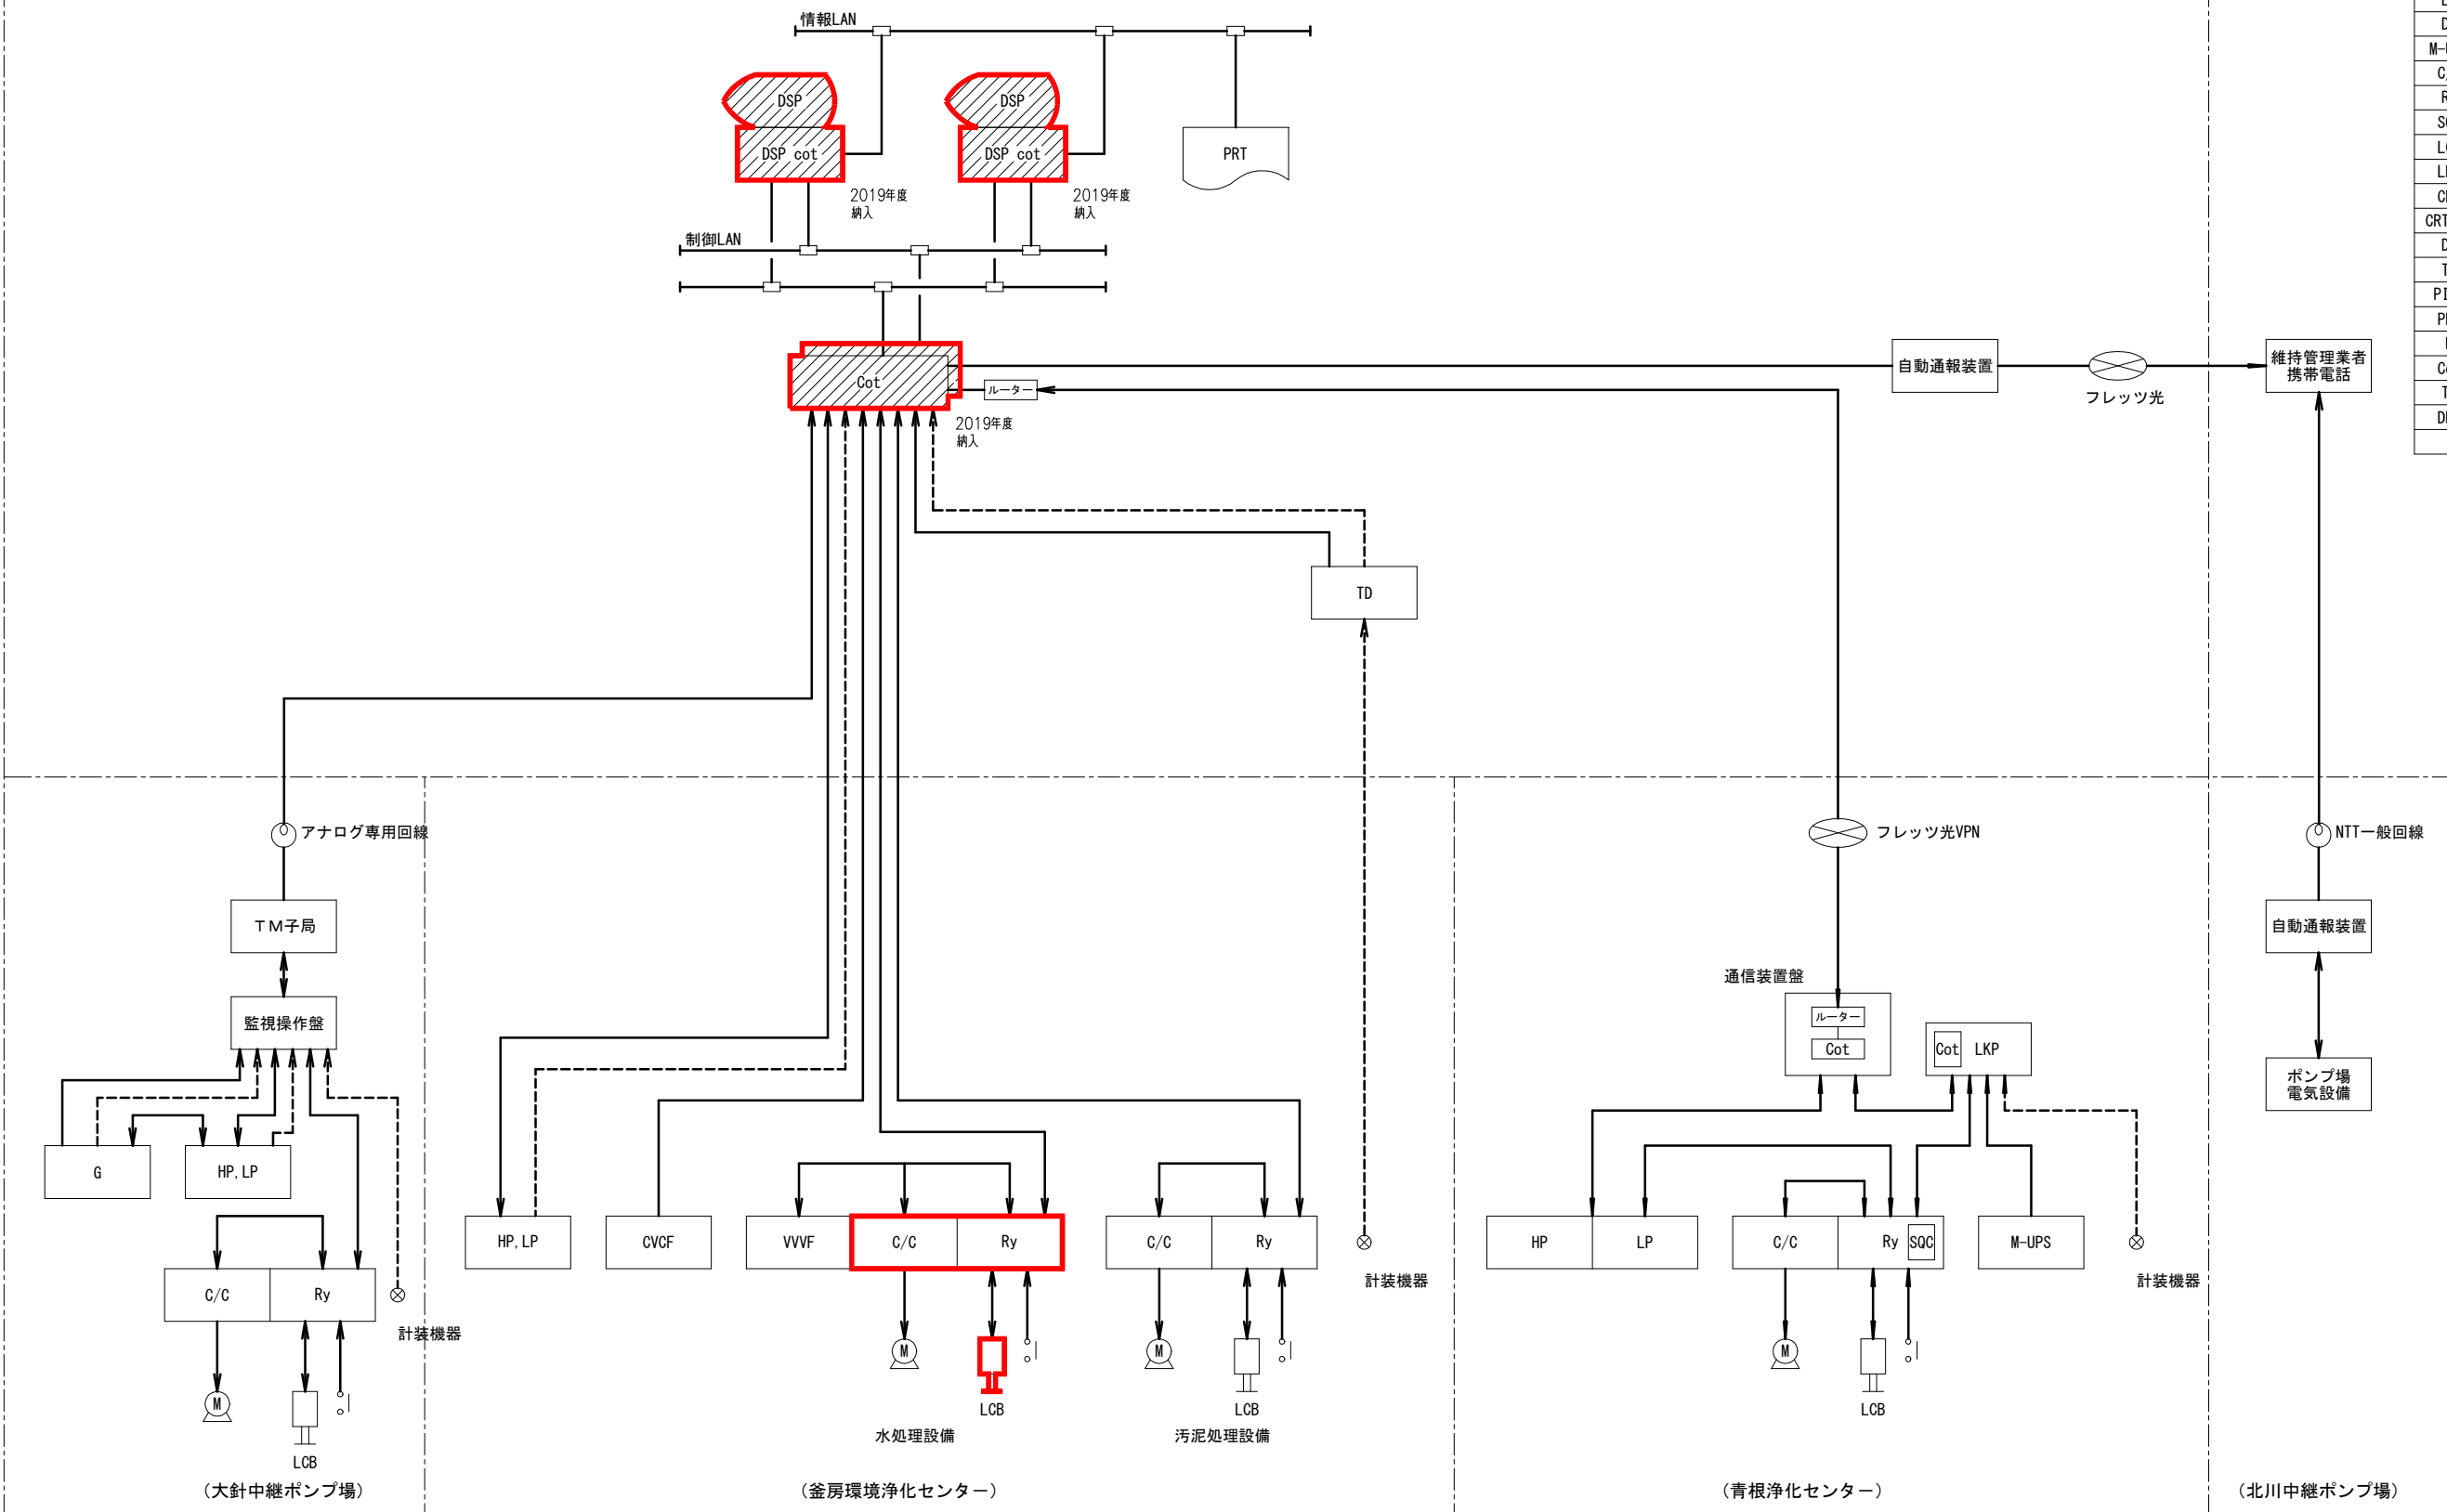 情報LAN
DSP
DSP
DSP cot
DSP cot
PRT
2019年度
納入
2019年度
納入
制御LAN
Cot
ルーター
2019年度
納入
自動通報装置
フレッツ光
維持管理業者
携帯電話
TD
アナログ専用回線
フレッツ光VPN
NTT一般回線
TM子局
自動通報装置
監視操作盤
通信装置盤
ルーター
Cot
Cot
LKP
ポンプ場
電気設備
G
HP,LP
HP,LP
CVCF
VVVF
C/C
Ry
C/C
Ry
計装機器
HP
LP
C/C
Ry
SQC
M-UPS
計装機器
C/C
Ry
計装機器
M
LCB
M
LCB
M
LCB
M
LCB
水処理設備
汚泥処理設備
(大針中継ポンプ場)
(釜房環境浄化センター)
(青根浄化センター)
(北川中継ポンプ場)